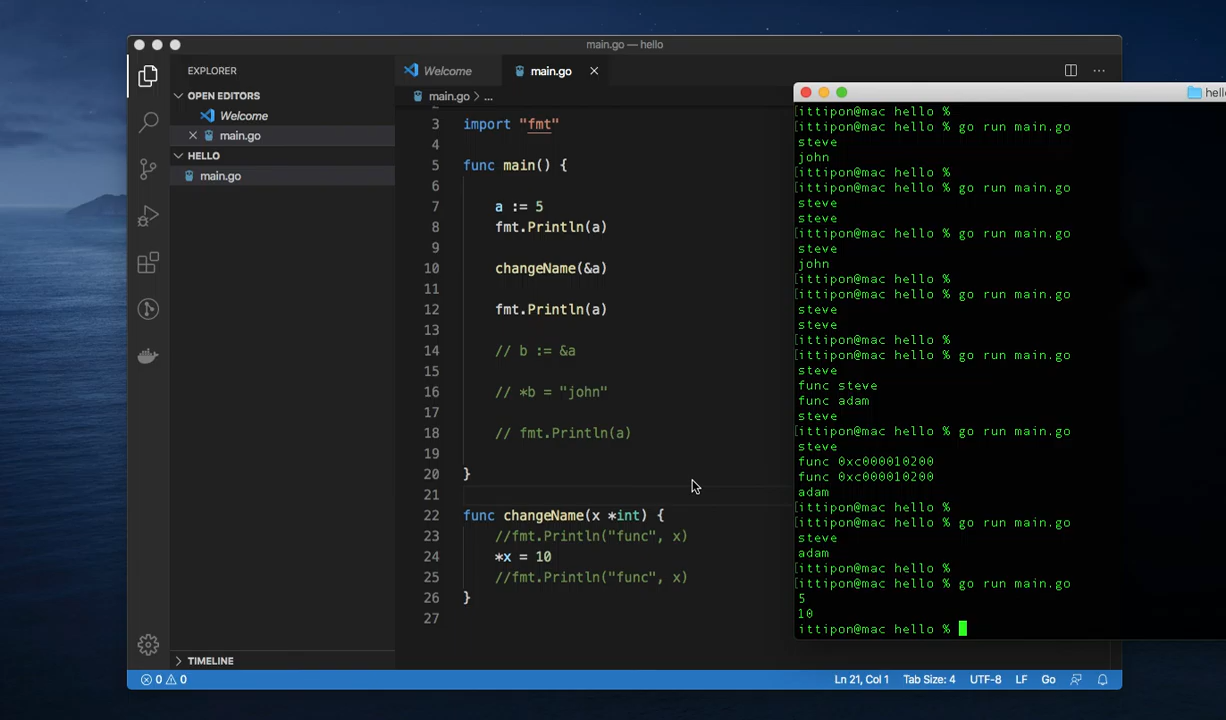 main.go — hello
EXPLORER
OPEN EDITORS
Welcome
main.go
HELLO
main.go
TIMELINE
Welcome
main.go
main.go > ...
2
3 import "fmt"
4
5 func main() {
6
7 a := 5
8 fmt.Println(a)
9
10 changeName(&a)
11
12 fmt.Println(a)
13
14 // b := &a
15
16 // *b = "john"
17
18 // fmt.Println(a)
19
20 }
21
22 func changeName(x *int) {
23 //fmt.Println("func", x)
24 *x = 10
25 //fmt.Println("func", x)
26 }
27
0 0
Ln 21, Col 1 Tab Size: 4 UTF-8 LF Go
[ittipon@mac hello %
[ittipon@mac hello % go run main.go
steve
john
[ittipon@mac hello %
[ittipon@mac hello % go run main.go
steve
steve
[ittipon@mac hello % go run main.go
steve
john
[ittipon@mac hello %
[ittipon@mac hello % go run main.go
steve
steve
[ittipon@mac hello %
[ittipon@mac hello % go run main.go
steve
func steve
func adam
steve
[ittipon@mac hello % go run main.go
steve
func 0xc000010200
func 0xc000010200
adam
[ittipon@mac hello %
[ittipon@mac hello % go run main.go
steve
adam
[ittipon@mac hello %
[ittipon@mac hello % go run main.go
5
10
ittipon@mac hello %